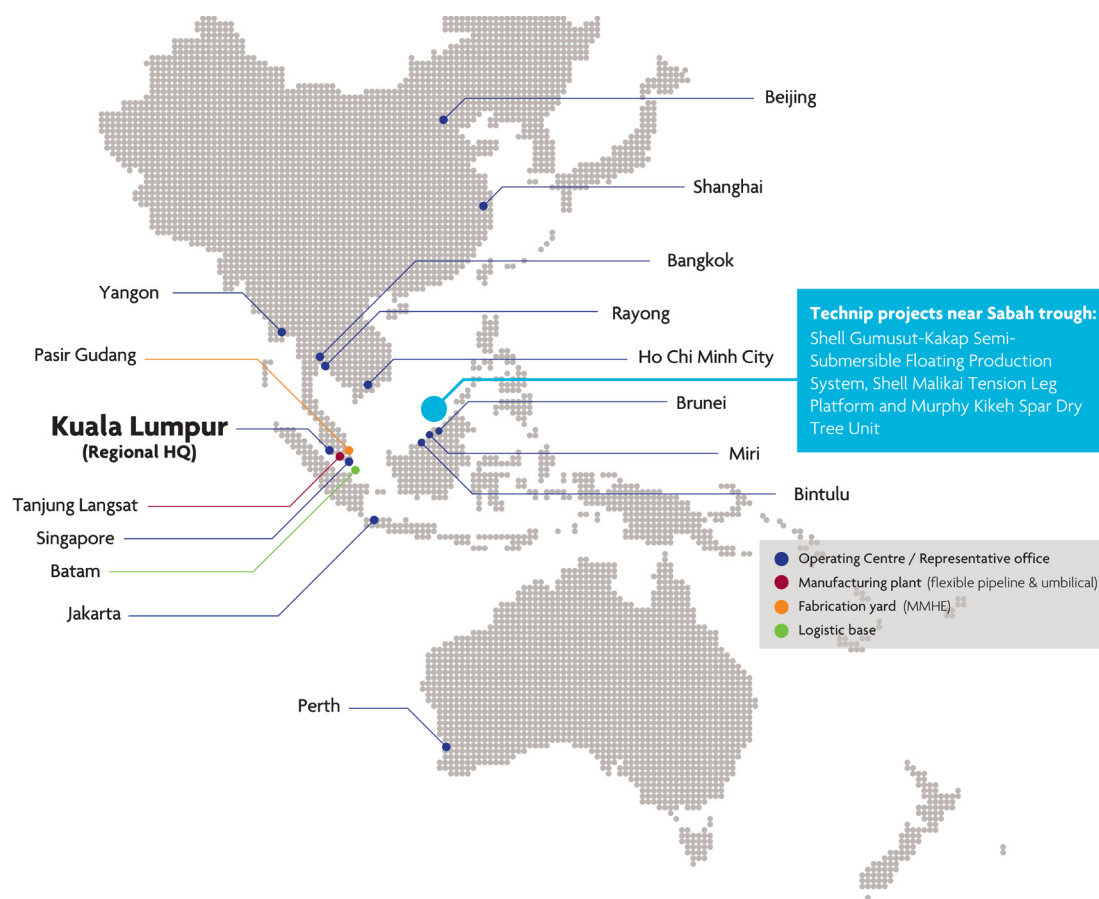 Beijing
Shanghai
Bangkok
Yangon
Rayong
Technip projects near Sabah trough:
Shell Gumusut-Kakap Semi-
Submersible Floating Production
System, Shell Malikai Tension Leg
Platform and Murphy Kikeh Spar Dry
Tree Unit
Pasir Gudang
Ho Chi Minh City
Brunei
Kuala Lumpur
(Regional HQ)
Miri
Bintulu
Tanjung Langsat
Singapore
Batam
Jakarta
Operating Centre / Representative office
Manufacturing plant (flexible pipeline & umbilical)
Fabrication yard (MMHE)
Logistic base
Perth